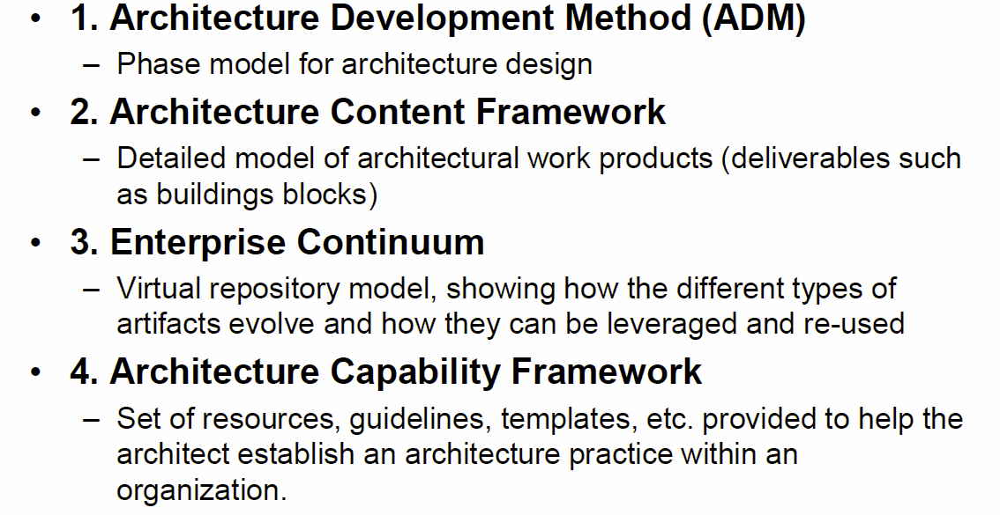 • 1. Architecture Development Method (ADM)
– Phase model for architecture design
• 2. Architecture Content Framework
– Detailed model of architectural work products (deliverables such
as buildings blocks)
• 3. Enterprise Continuum
– Virtual repository model, showing how the different types of
artifacts evolve and how they can be leveraged and re-used
• 4. Architecture Capability Framework
– Set of resources, guidelines, templates, etc. provided to help the
architect establish an architecture practice within an
organization.